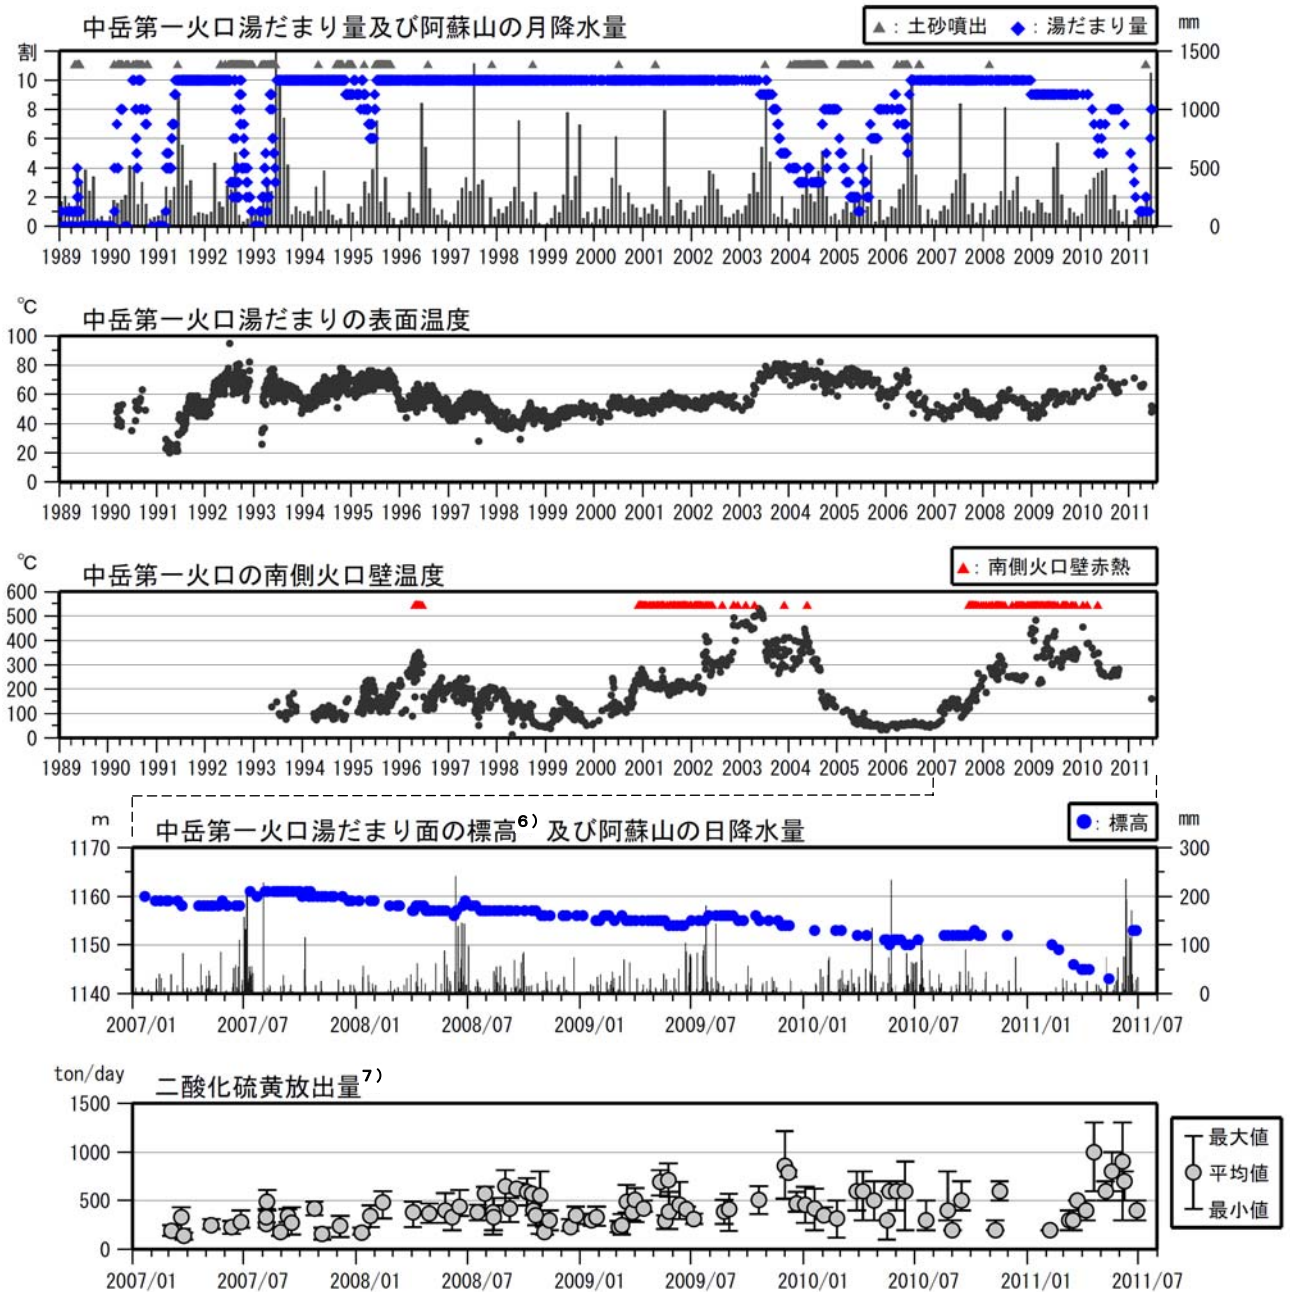 中岳第一火口湯だまり量及び阿蘇山の月降水量
▲：土砂噴出 ◆：湯だまり量
割 mm
10 8 6 4 2 0
1500 1000 500 0
1989 1990 1991 1992 1993 1994 1995 1996 1997 1998 1999 2000 2001 2002 2003 2004 2005 2006 2007 2008 2009 2010 2011
℃
中岳第一火口湯だまりの表面温度
100 80 60 40 20 0
1989 1990 1991 1992 1993 1994 1995 1996 1997 1998 1999 2000 2001 2002 2003 2004 2005 2006 2007 2008 2009 2010 2011
℃
中岳第一火口の南側火口壁温度
▲：南側火口壁赤熱
600 500 400 300 200 100 0
1989 1990 1991 1992 1993 1994 1995 1996 1997 1998 1999 2000 2001 2002 2003 2004 2005 2006 2007 2008 2009 2010 2011
m
中岳第一火口湯だまり面の標高6）及び阿蘇山の日降水量
●：標高
mm
1170 1160 1150 1140
300 200 100 0
2007/01 2007/07 2008/01 2008/07 2009/01 2009/07 2010/01 2010/07 2011/01 2011/07
ton/day
二酸化硫黄放出量7）
1500 1000 500 0
最大値
平均値
最小値
2007/01 2007/07 2008/01 2008/07 2009/01 2009/07 2010/01 2010/07 2011/01 2011/07